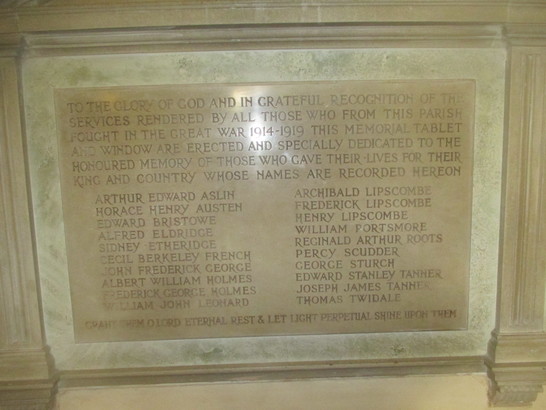 TO THE GLORY OF GOD AND IN GRATEFUL RECOGNITION OF THE
SERVICES RENDERED BY ALL THOSE WHO FROM THIS PARISH
FOUGHT IN THE GREAT WAR 1914-1919 THIS MEMORIAL TABLET
AND WINDOW ARE ERECTED AND SPECIALLY DEDICATED TO THE
HONOURED MEMORY OF THOSE WHO GAVE THEIR LIVES FOR THEIR
KING AND COUNTRY WHOSE NAMES ARE RECORDED HEREON
ARTHUR EDWARD ASLIN
HORACE HENRY AUSTEN
EDWARD BRISTOWE
ALFRED ELDRIDGE
SIDNEY ETHERIDGE
CECIL BERKELEY FRENCH
JOHN FREDERICK GEORGE
ALBERT WILLIAM HOLMES
FREDERICK GEORGE HOLMES
WILLIAM JOHN LEONARD
ARCHIBALD LIPSCOMBE
FREDERICK LIPSCOMBE
HENRY LIPSCOMBE
WILLIAM PORTSMORE
REGINALD ARTHUR ROOTS
PERCY SCUDDER
GEORGE STURCH
EDWARD STANLEY TANNER
JOSEPH JAMES TANNER
THOMAS TWIDALE
GRANT THEM O LORD ETERNAL REST & LET LIGHT PERPETUAL SHINE UPON THEM